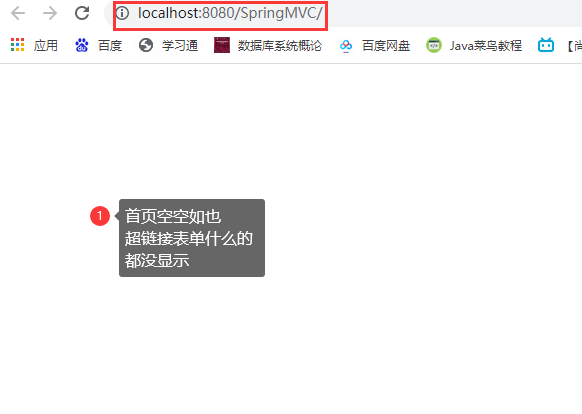 localhost:8080/SpringMVC/
应用 百度 学习通 数据库系统概论 百度网盘 Java菜鸟教程 【尚
1
首页空空如也
超链接表单什么的
都没显示